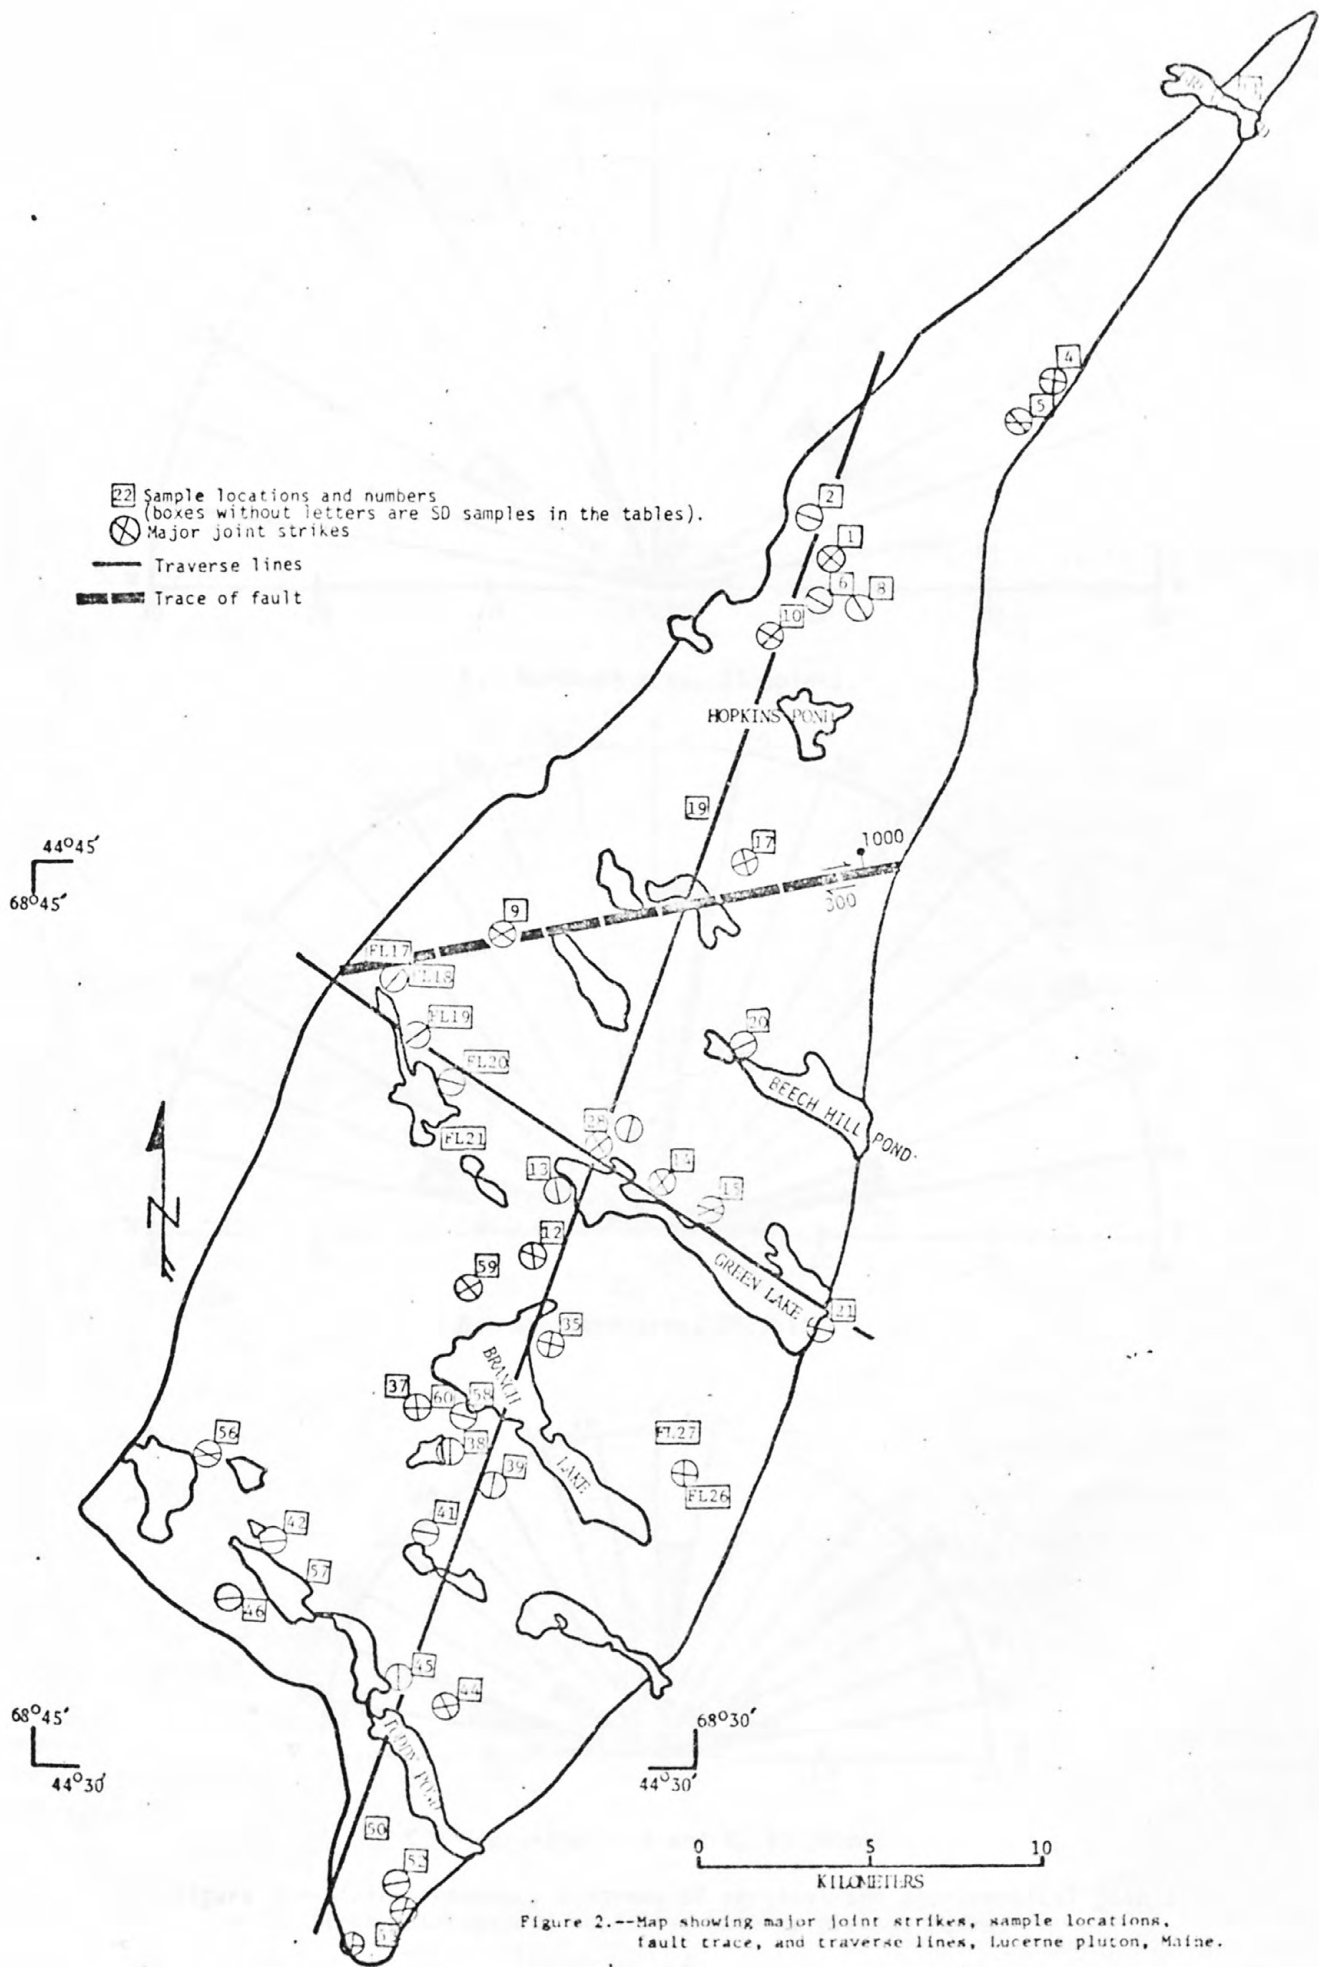 4
5
22 Sample locations and numbers
(boxes without letters are SD samples in the tables).
Major joint strikes
Traverse lines
Trace of fault
2
1
6
8
10
HOPKINS POND
19
17
1000
300
44°45'
68°45'
9
FL17
FL18
FL19
FL20
FL21
20
BEECH HILL POND
28
13
14
15
12
59
GREEN LAKE
21
N
35
BRANCH LAKE
37
60
58
38
39
56
FL27
FL26
41
42
57
46
45
44
68°45'
44°30'
TODDY POND
68°30'
44°30'
50
52
0 5 10
KILOMETERS
Figure 2.--Map showing major joint strikes, sample locations,
fault trace, and traverse lines, Lucerne pluton, Maine.